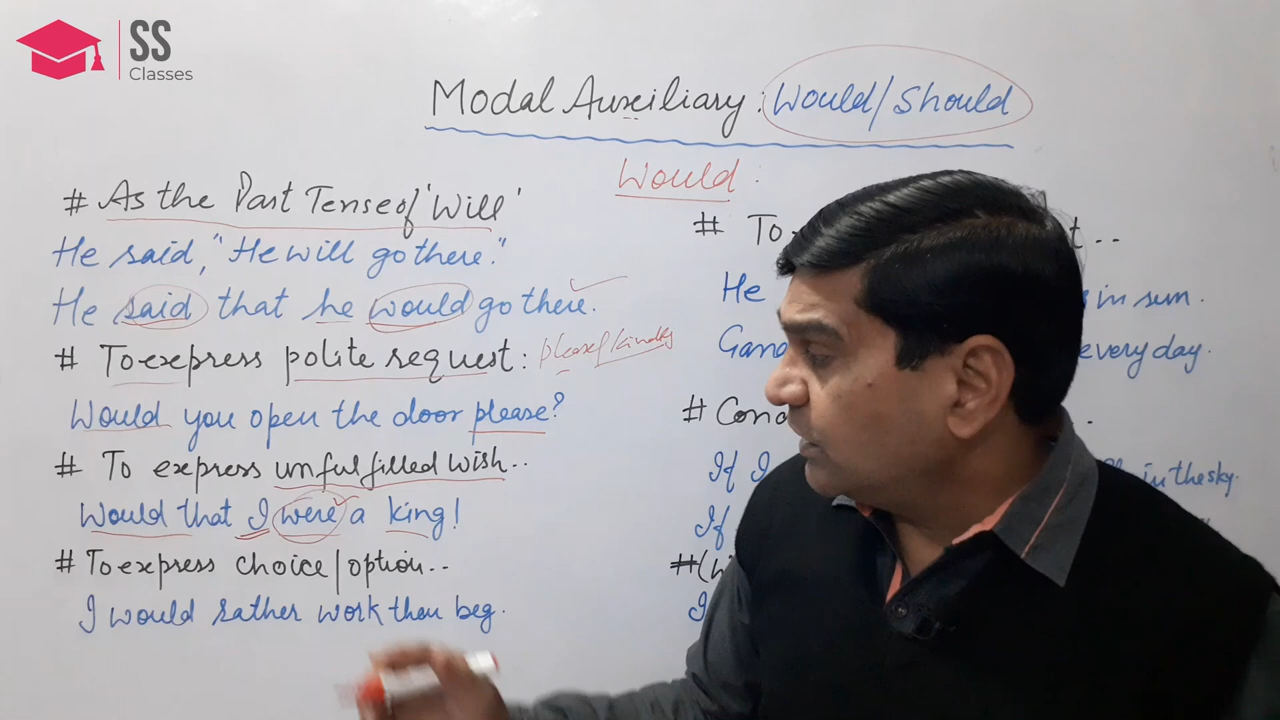 SS
Classes
Modal Auxiliary: Would/Should
Would:
# As the Past Tense of 'Will'
He said, "He will go there."
He said that he would go there.
# To express polite request: please/kindly
Would you open the door please?
# To express unfulfilled wish..
Would that I were a king!
# To express choice/option..
I would rather work than beg.
# To
He in sun.
every day.
#
If I in the sky.
If
#
I